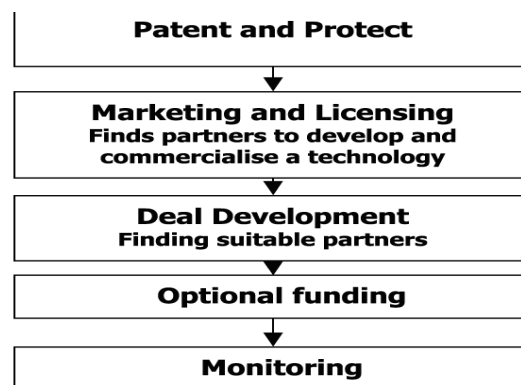 Patent and Protect
Marketing and Licensing
Finds partners to develop and
commercialise a technology
Deal Development
Finding suitable partners
Optional funding
Monitoring